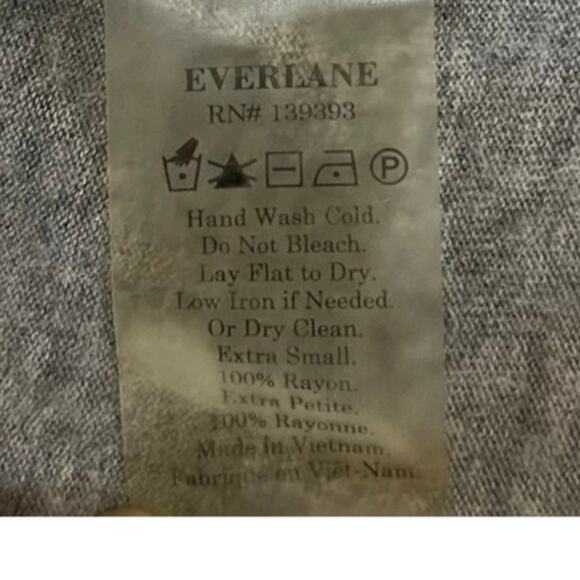 EVERLANE
RN# 139393
P
Hand Wash Cold.
Do Not Bleach.
Lay Flat to Dry.
Low Iron if Needed.
Or Dry Clean.
Extra Small.
100% Rayon.
Extra Petite.
100% Rayonne.
Made in Vietnam.
Fabriqué au Viêt-Nam.